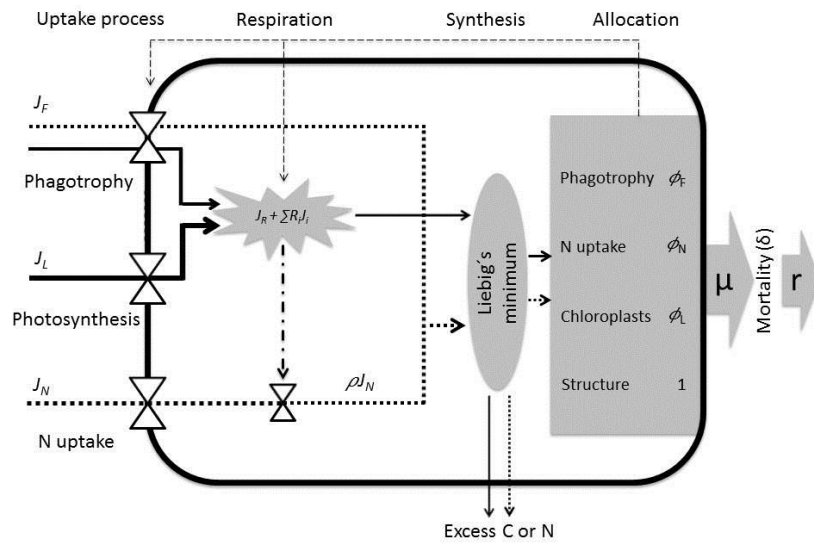 Uptake process Respiration Synthesis Allocation
J_F
Phagotrophy
J_L
Photosynthesis
J_N
N uptake
J_R + ∑R_iJ_i
ρJ_N
Liebig´s
minimum
Phagotrophy ϕ_F
N uptake ϕ_N
Chloroplasts ϕ_L
Structure 1
μ
Mortality (δ)
r
Excess C or N